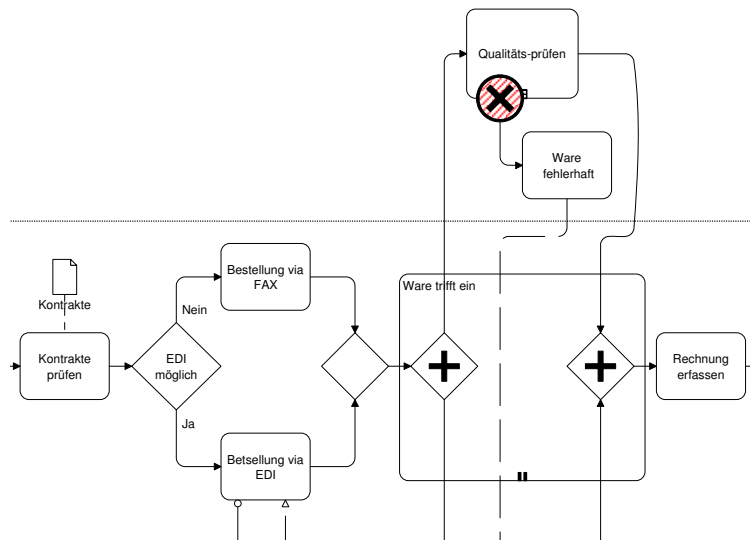 Qualitäts-prüfen
Ware
fehlerhaft
Kontrakte
Bestellung via
FAX
Ware trifft ein
Nein
Kontrakte
prüfen
EDI
möglich
Rechnung
erfassen
Ja
Betsellung via
EDI